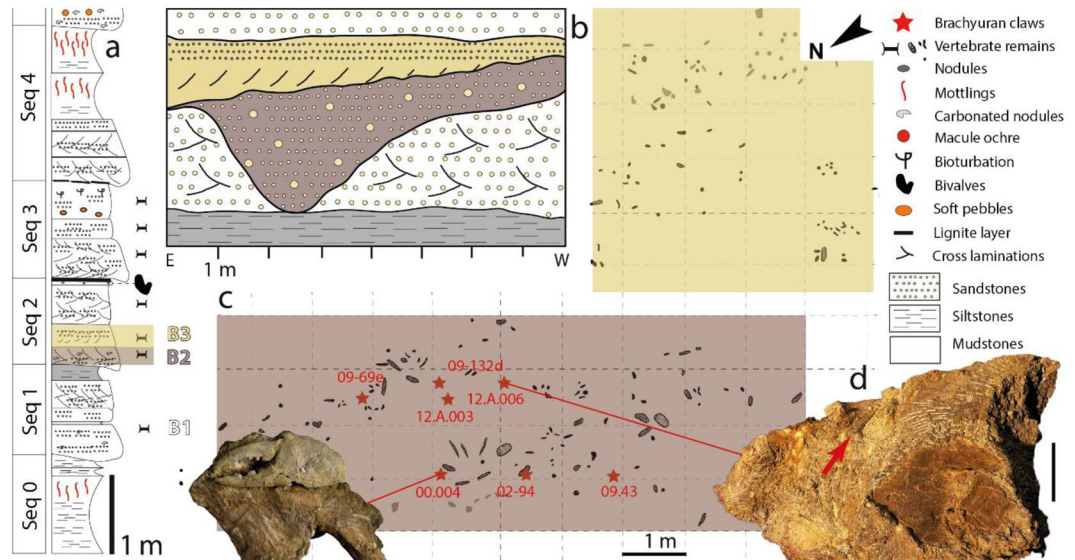 a
Seq 4
Seq 3
Seq 2
Seq 1
Seq 0
B3
B2
B1
1 m
E
1 m
W
b
N
Brachyuran claws
Vertebrate remains
Nodules
Mottlings
Carbonated nodules
Macule ochre
Bioturbation
Bivalves
Soft pebbles
Lignite layer
Cross laminations
Sandstones
Siltstones
Mudstones
c
09-132d
09-69e
12.A.006
12.A.003
00.004
02-94
09.43
1 m
d